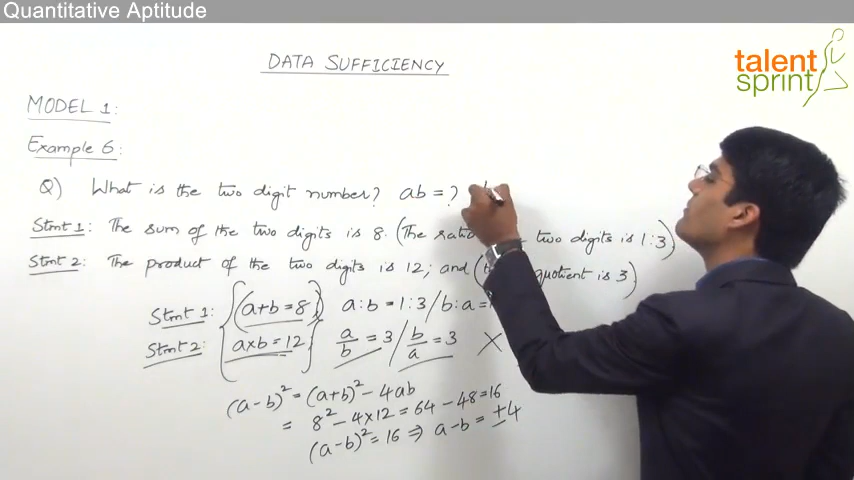 Quantitative Aptitude
talent
sprint
DATA SUFFICIENCY
MODEL 1:
Example 6:
Q) What is the two digit number? ab = ?
Stmt 1: The sum of the two digits is 8. (The two digits is 1:3)
Stmt 2: The product of the two digits is 12; and ( quotient is 3)
Stmt 1: (a+b=8) a:b = 1:3 / b:a =
Stmt 2: a×b = 12 a/b = 3 / b/a = 3 ×
(a-b)² = (a+b)² - 4ab
= 8² - 4×12 = 64 - 48 = 16
(a-b)² = 16 ⇒ a-b = ±4